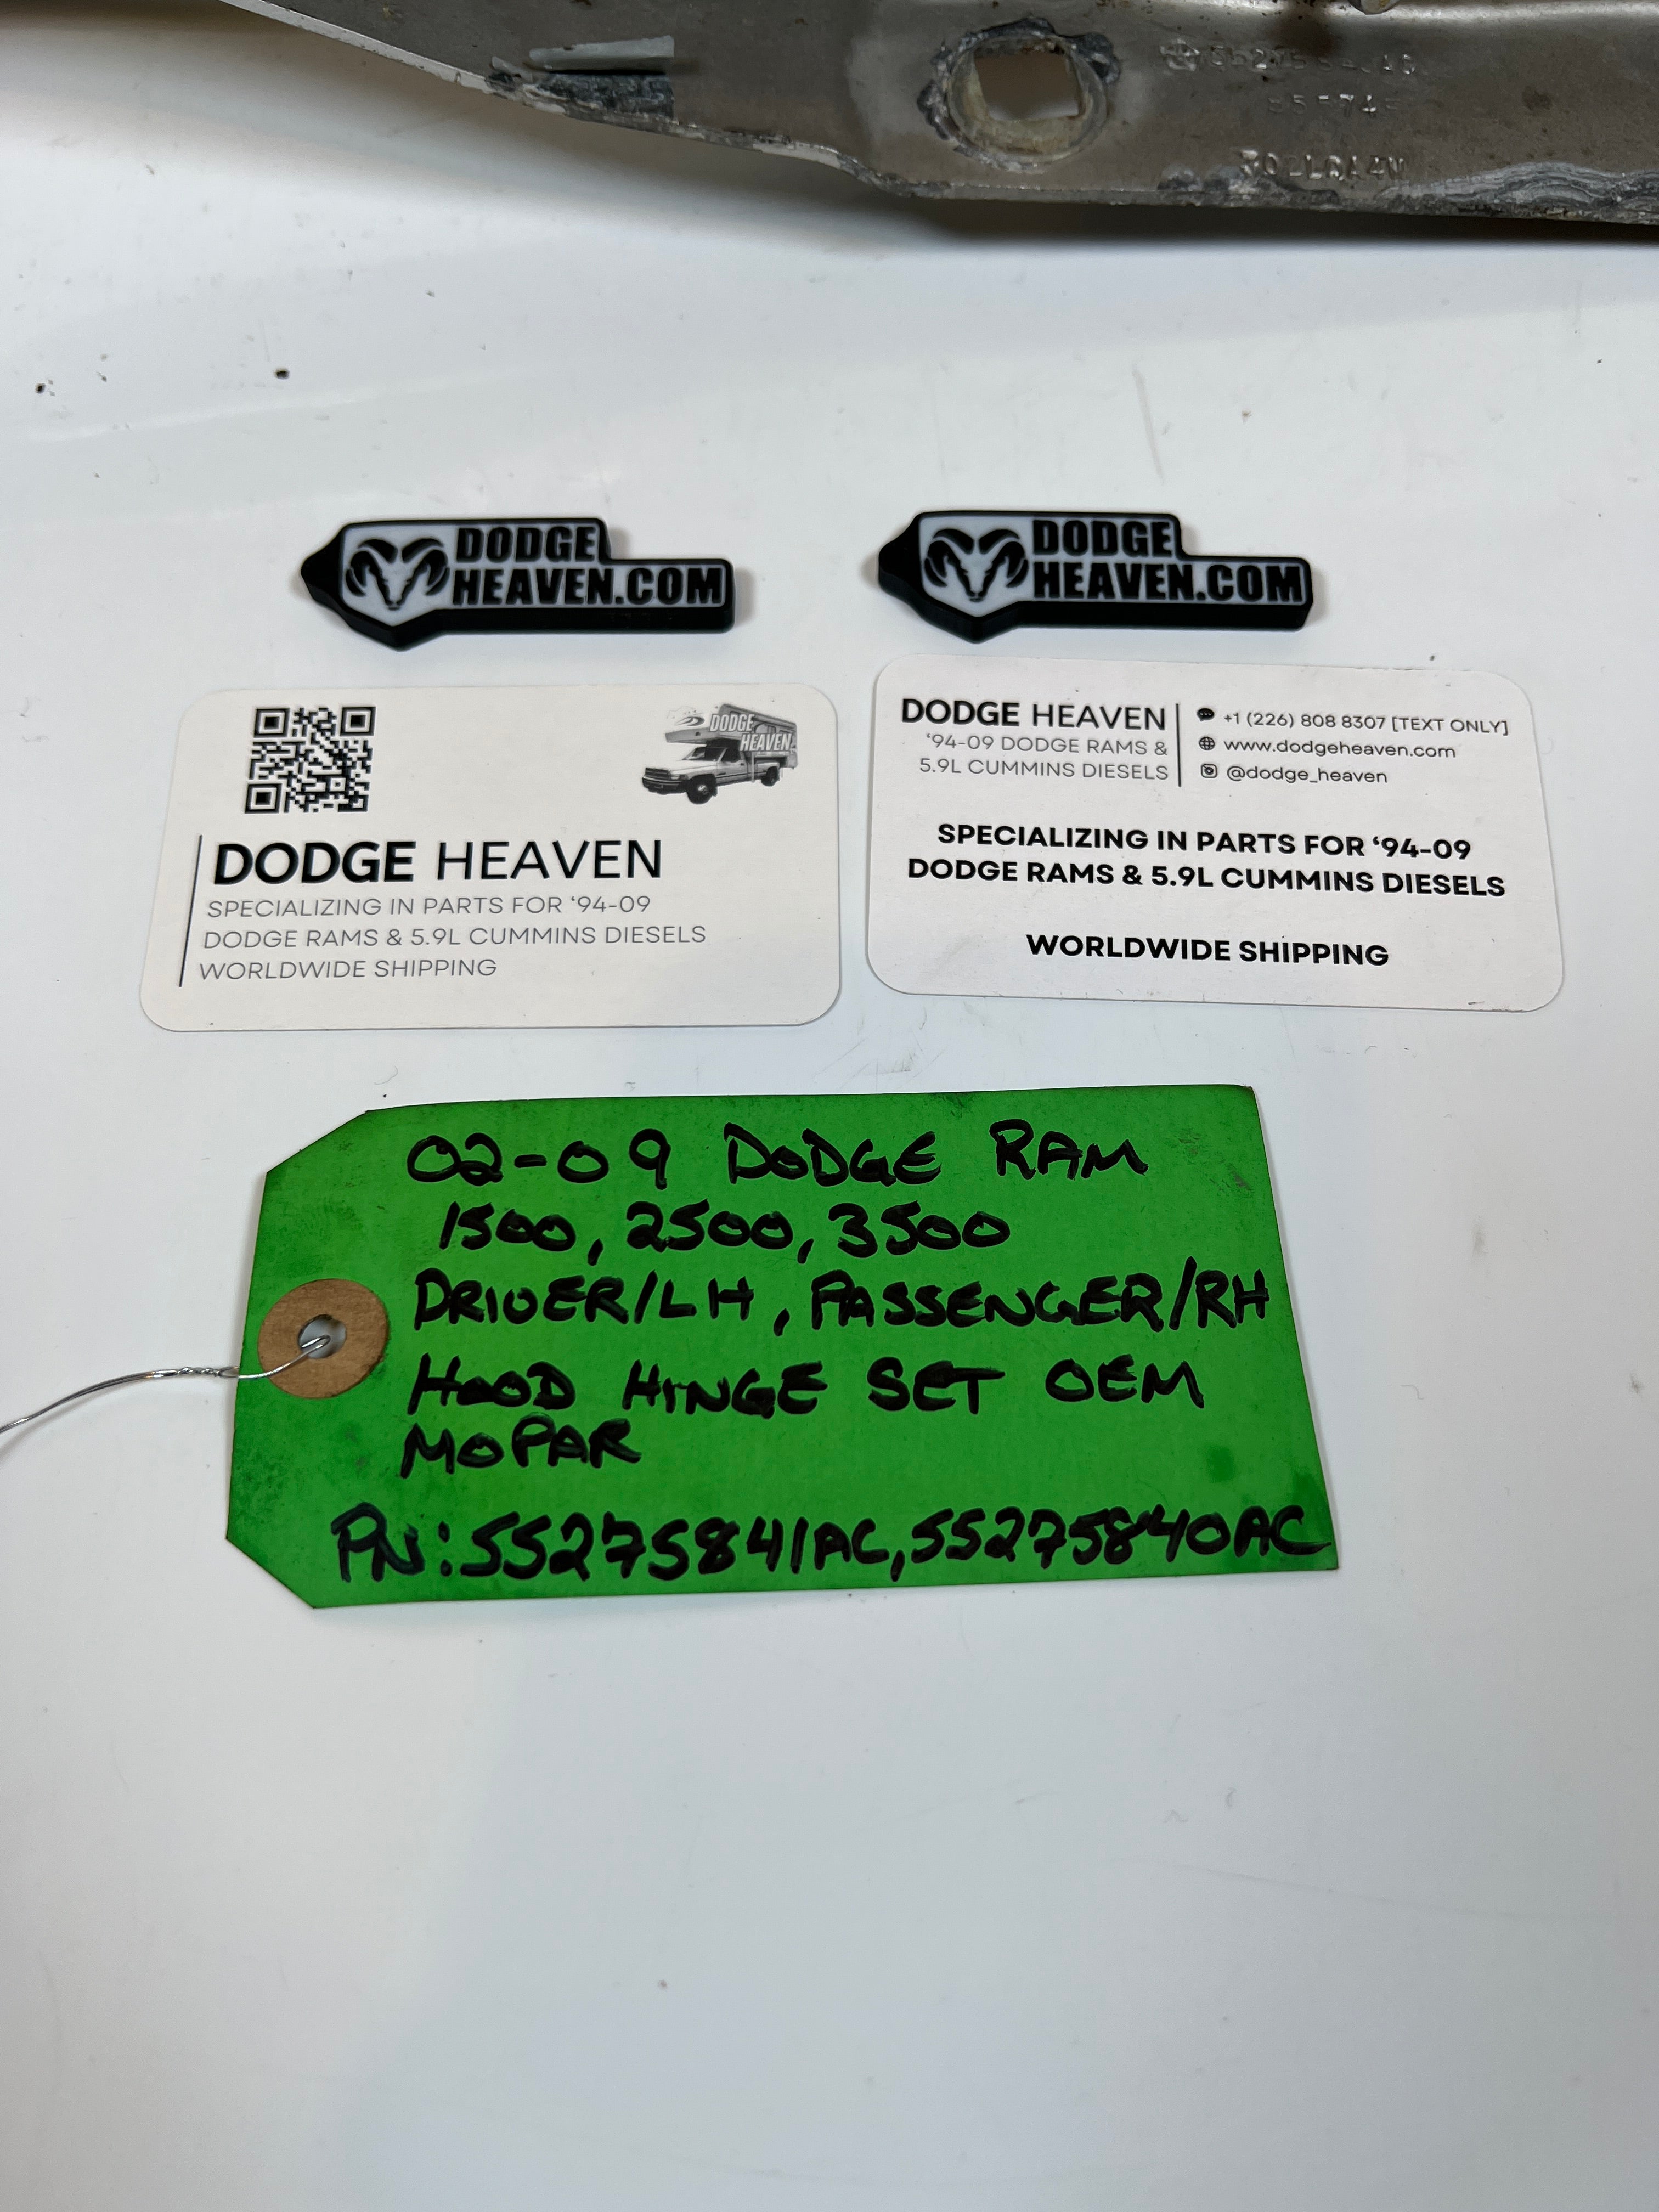 DODGE
HEAVEN.COM
DODGE
HEAVEN.COM
DODGE
HEAVEN
DODGE HEAVEN
SPECIALIZING IN PARTS FOR ‘94-09
DODGE RAMS & 5.9L CUMMINS DIESELS
WORLDWIDE SHIPPING
DODGE HEAVEN
‘94-09 DODGE RAMS &
5.9L CUMMINS DIESELS
+1 (226) 808 8307 [TEXT ONLY]
www.dodgeheaven.com
@dodge_heaven
SPECIALIZING IN PARTS FOR ‘94-09
DODGE RAMS & 5.9L CUMMINS DIESELS
WORLDWIDE SHIPPING
02-09 DODGE RAM
1500, 2500, 3500
DRIVER/LH, PASSENGER/RH
HOOD HINGE SET OEM
MOPAR
PN: 55275841AC, 55275840AC